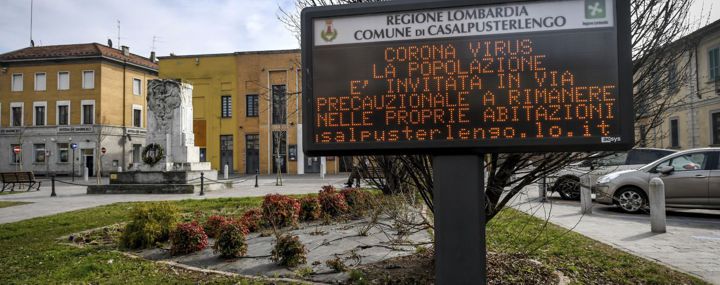 REGIONE LOMBARDIA
COMUNE DI CASALPUSTERLENGO
CORONA VIRUS
LA POPOLAZIONE
E' INVITATA IN VIA
PRECAUZIONALE A RIMANERE
NELLE PROPRIE ABITAZIONI
usalpusterlengo.lo.it